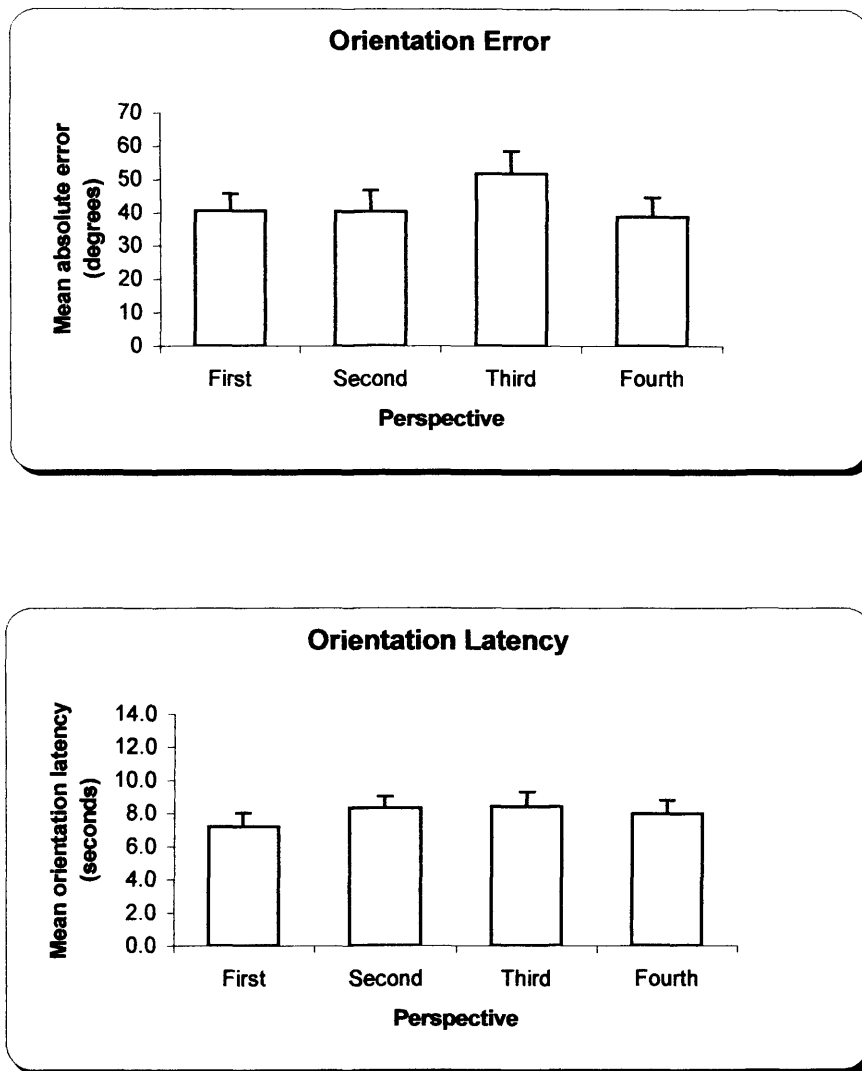 Orientation Error
Mean absolute error
(degrees)
70
60
50
40
30
20
10
0
First Second Third Fourth
Perspective
Orientation Latency
Mean orientation latency
(seconds)
14.0
12.0
10.0
8.0
6.0
4.0
2.0
0.0
First Second Third Fourth
Perspective